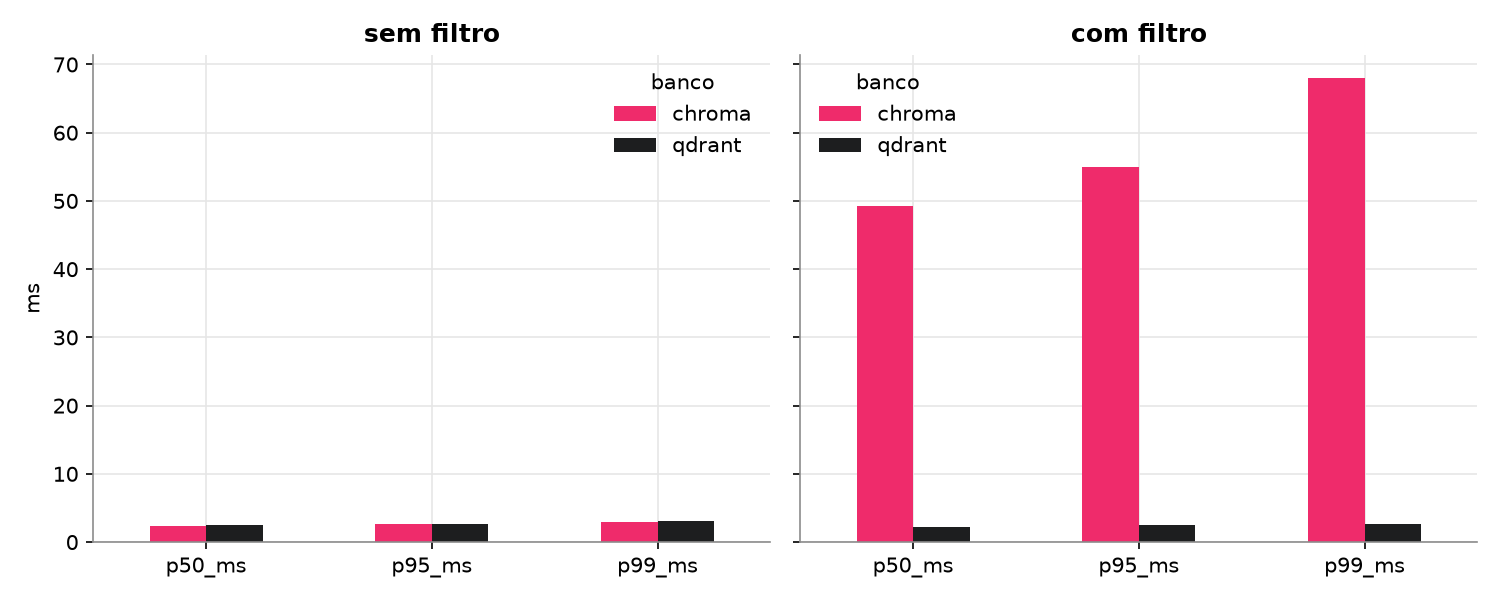 sem filtro
70
60
50
40
30
20
10
0
ms
banco
chroma
qdrant
p50_ms p95_ms p99_ms
com filtro
banco
chroma
qdrant
p50_ms p95_ms p99_ms